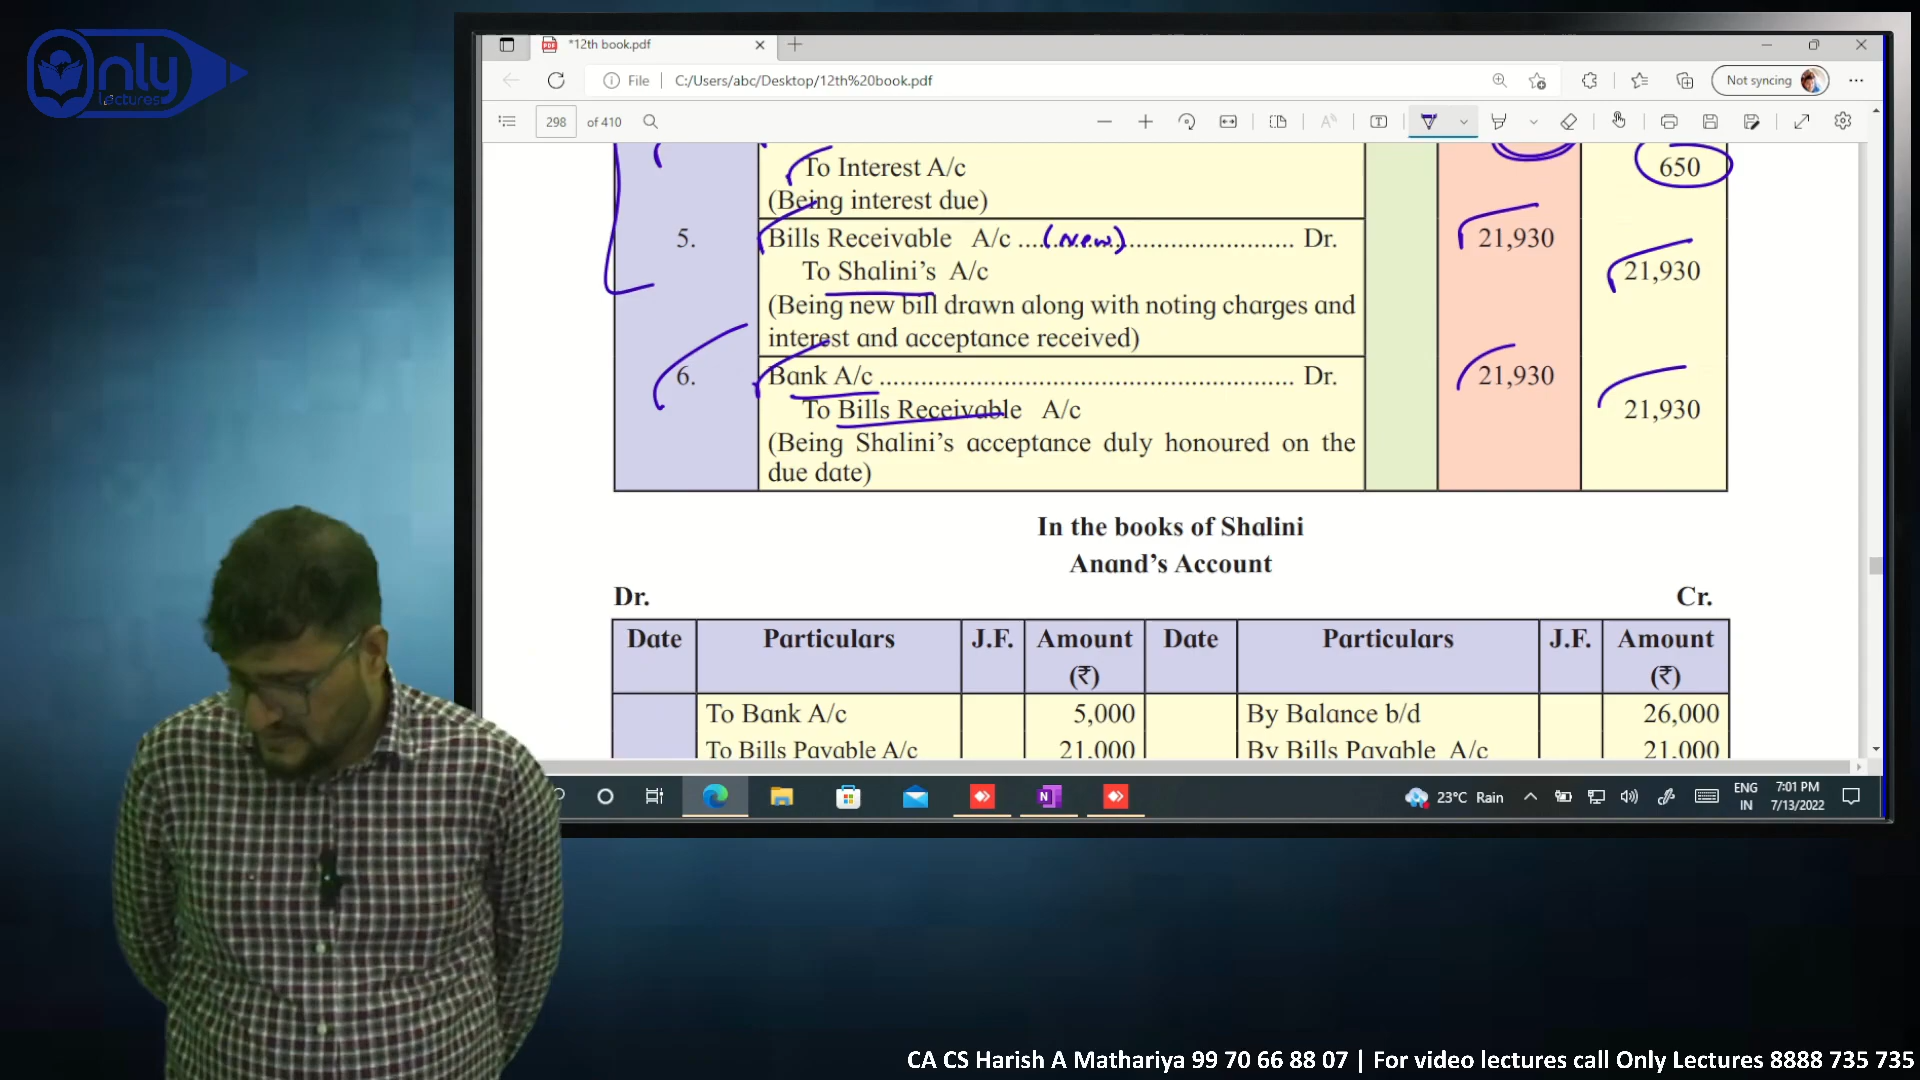 Only
lectures
*12th book.pdf
File | C:/Users/abc/Desktop/12th%20book.pdf
Not syncing
298 of 410
To Interest A/c 650
(Being interest due)
5. Bills Receivable A/c ....(New)......................... Dr. 21,930
To Shalini's A/c 21,930
(Being new bill drawn along with noting charges and
interest and acceptance received)
6. Bank A/c ............................................................ Dr. 21,930
To Bills Receivable A/c 21,930
(Being Shalini's acceptance duly honoured on the
due date)
In the books of Shalini
Anand's Account
Dr. Cr.
Date Particulars J.F. Amount (₹) Date Particulars J.F. Amount (₹)
To Bank A/c 5,000 By Balance b/d 26,000
To Bills Payable A/c 21,000 By Bills Payable A/c 21,000
23°C Rain
ENG
IN
7:01 PM
7/13/2022
CA CS Harish A Mathariya 99 70 66 88 07 | For video lectures call Only Lectures 8888 735 735